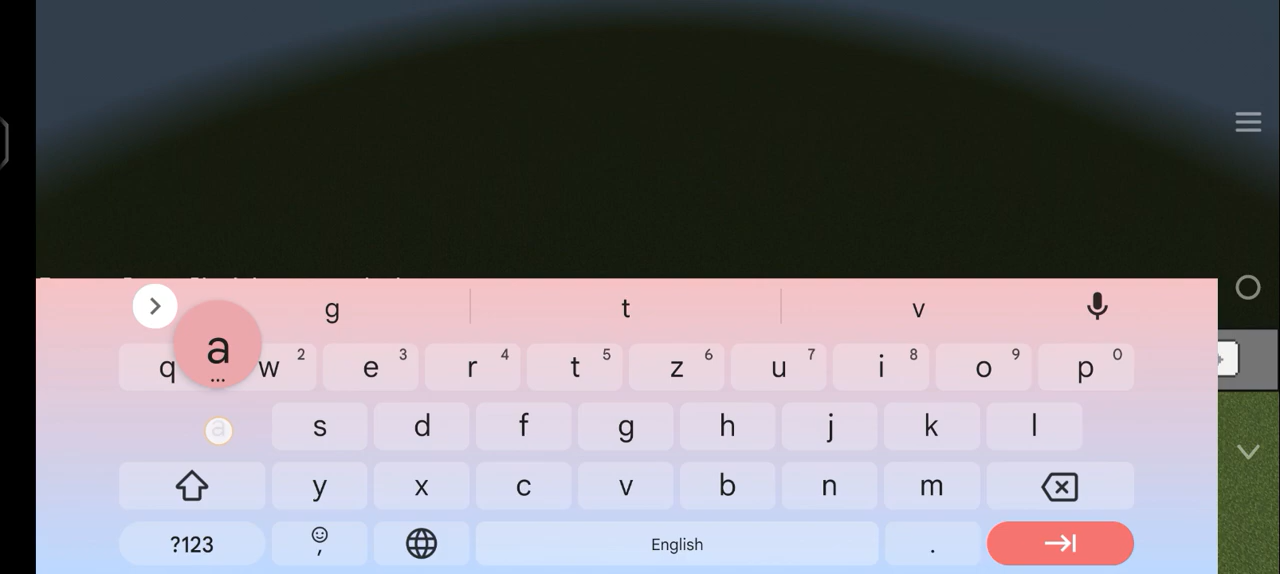 g t v
a
q w 2 e 3 r 4 t 5 z 6 u 7 i 8 o 9 p 0
a s d f g h j k l
y x c v b n m
?123 , English .